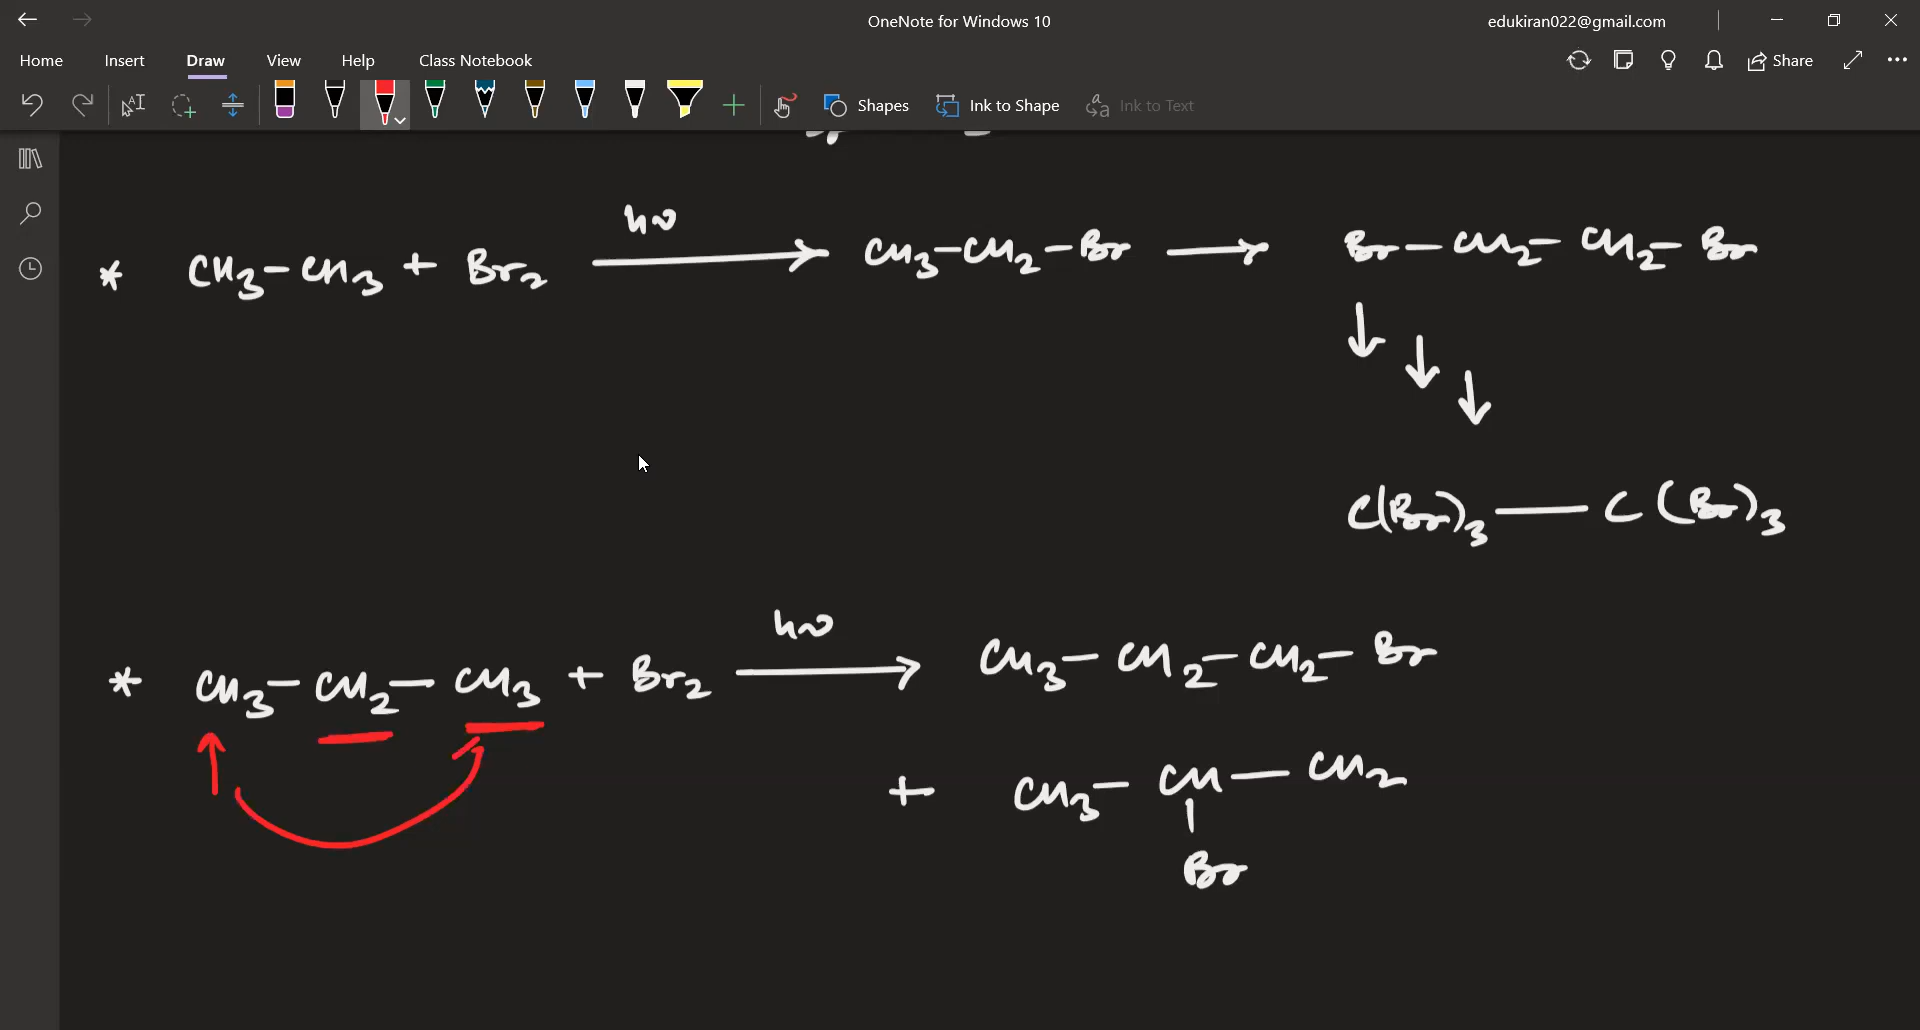 OneNote for Windows 10
edukiran022@gmail.com
Home Insert Draw View Help Class Notebook
Share
Shapes Ink to Shape Ink to Text
hν
* CH3-CH3 + Br2 ⟶ CH3-CH2-Br ⟶ Br-CH2-CH2-Br
↓ ↓ ↓
C(Br)3 — C(Br)3
hν
* CH3-CH2-CH3 + Br2 ⟶ CH3-CH2-CH2-Br
+ CH3-CH-CH2
|
Br